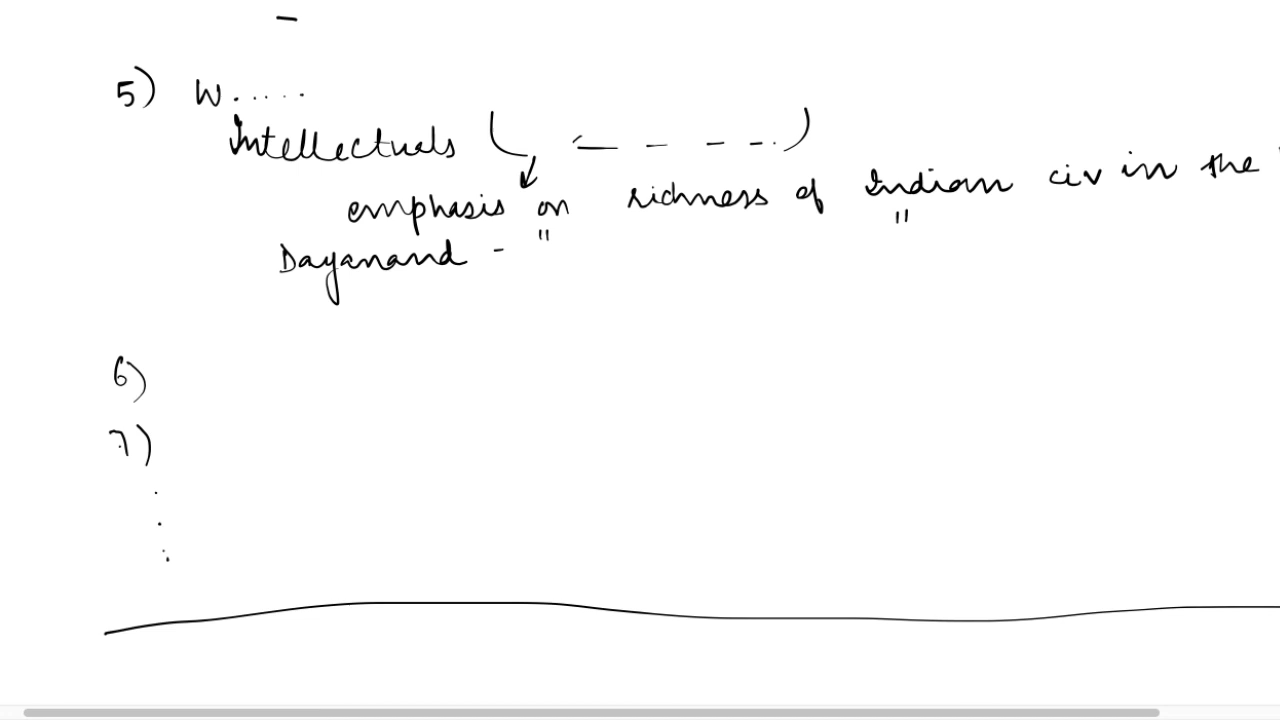 5) W.....
Intellectuals ( — — — — . )
emphasis on richness of Indian civ in the
Dayanand - " "
6)
7)